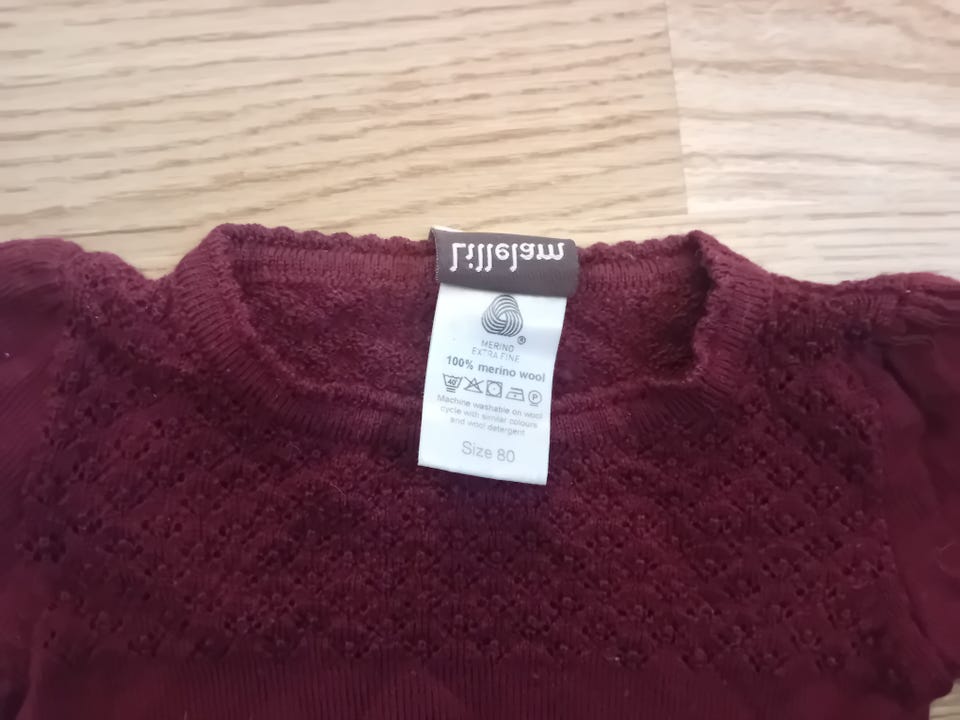 Lillelam
®
MERINO
EXTRA FINE
100% merino wool
40° P
Machine washable on wool
cycle with similar colours
and wool detergent
Size 80